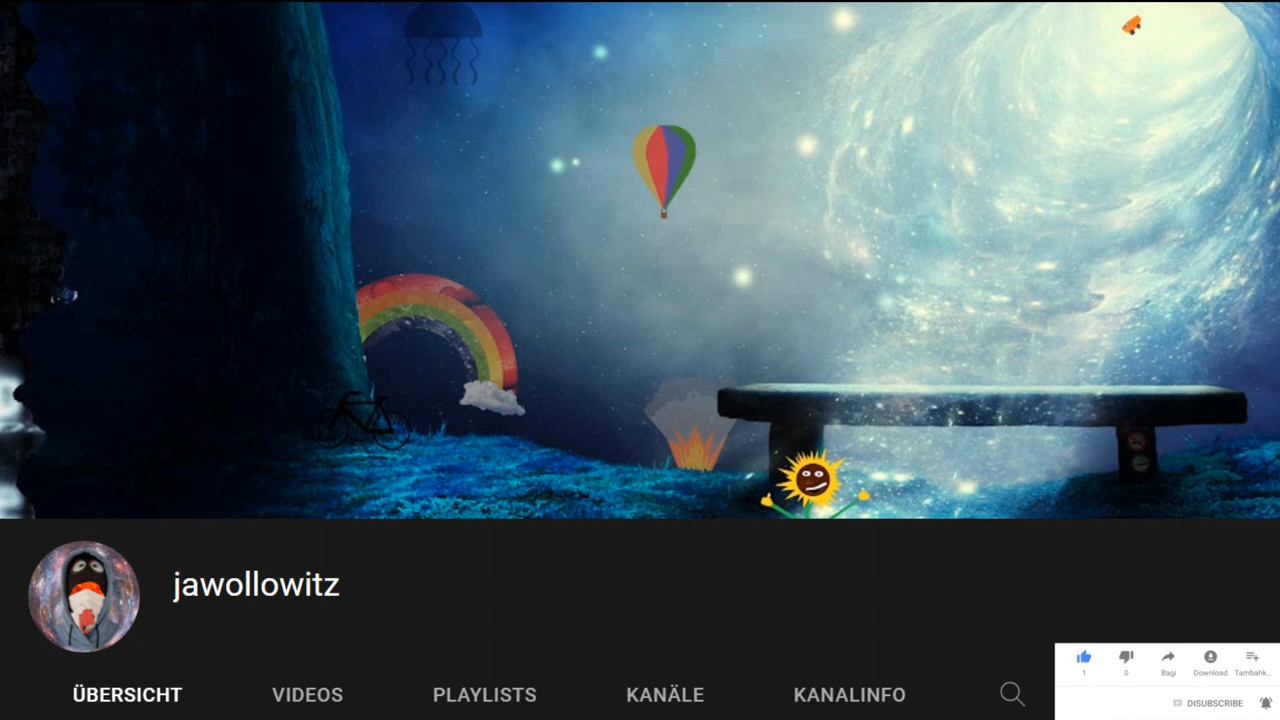 jawollowitz
ÜBERSICHT VIDEOS PLAYLISTS KANÄLE KANALINFO
1 0 Bagi Download Tambahk...
DISUBSCRIBE